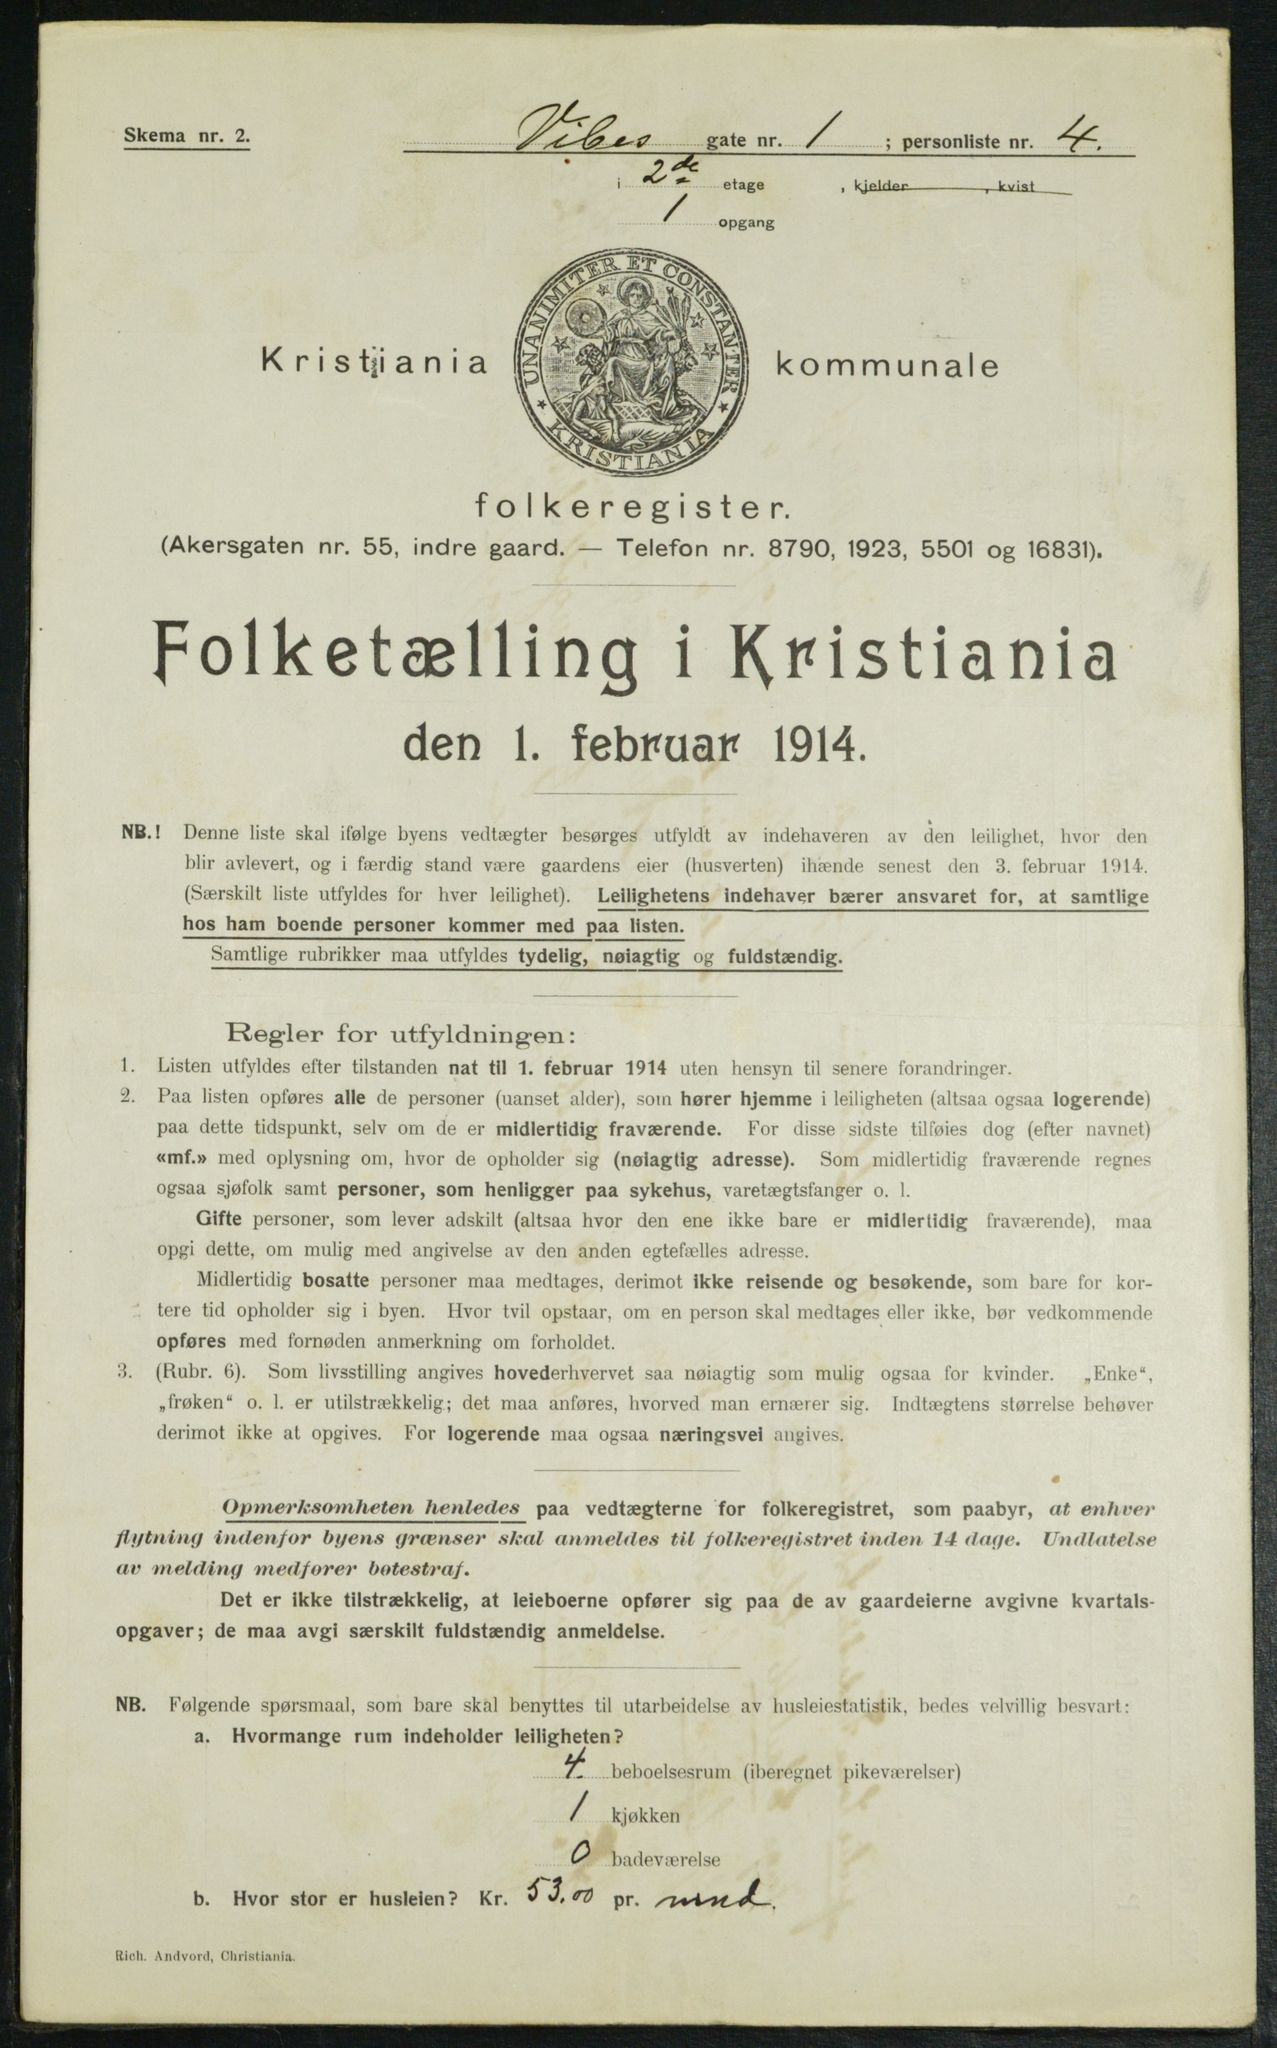 Skema nr. 2.
Vibes gate nr. 1 ; personliste nr. 4.
i 2de etage , kjelder , kvist
1 opgang
UNANIMITER ET CONSTANTER
KRISTIANIA
Kristiania kommunale
folkeregister.
(Akersgaten nr. 55, indre gaard. — Telefon nr. 8790, 1923, 5501 og 16831).
Folketælling i Kristiania
den 1. februar 1914.
NB.! Denne liste skal ifølge byens vedtægter besørges utfyldt av indehaveren av den leilighet, hvor den
blir avlevert, og i færdig stand være gaardens eier (husverten) ihænde senest den 3. februar 1914.
(Særskilt liste utfyldes for hver leilighet). Leilighetens indehaver bærer ansvaret for, at samtlige
hos ham boende personer kommer med paa listen.
Samtlige rubrikker maa utfyldes tydelig, nøiagtig og fuldstændig.
Regler for utfyldningen:
1. Listen utfyldes efter tilstanden nat til 1. februar 1914 uten hensyn til senere forandringer.
2. Paa listen opføres alle de personer (uanset alder), som hører hjemme i leiligheten (altsaa ogsaa logerende)
paa dette tidspunkt, selv om de er midlertidig fraværende. For disse sidste tilføies dog (efter navnet)
«mf.» med oplysning om, hvor de opholder sig (nøiagtig adresse). Som midlertidig fraværende regnes
ogsaa sjøfolk samt personer, som henligger paa sykehus, varetægtsfanger o. l.
Gifte personer, som lever adskilt (altsaa hvor den ene ikke bare er midlertidig fraværende), maa
opgi dette, om mulig med angivelse av den anden egtefælles adresse.
Midlertidig bosatte personer maa medtages, derimot ikke reisende og besøkende, som bare for kor-
tere tid opholder sig i byen. Hvor tvil opstaar, om en person skal medtages eller ikke, bør vedkommende
opføres med fornøden anmerkning om forholdet.
3. (Rubr. 6). Som livsstilling angives hovederhvervet saa nøiagtig som mulig ogsaa for kvinder. „Enke“,
„frøken“ o. l. er utilstrækkelig; det maa anføres, hvorved man ernærer sig. Indtægtens størrelse behøver
derimot ikke at opgives. For logerende maa ogsaa næringsvei angives.
Opmerksomheten henledes paa vedtægterne for folkeregistret, som paabyr, at enhver
flytning indenfor byens grænser skal anmeldes til folkeregistret inden 14 dage. Undlatelse
av melding medfører bøtestraf.
Det er ikke tilstrækkelig, at leieboerne opfører sig paa de av gaardeierne avgivne kvartals-
opgaver; de maa avgi særskilt fuldstændig anmeldelse.
NB. Følgende spørsmaal, som bare skal benyttes til utarbeidelse av husleiestatistik, bedes velvillig besvart:
a. Hvormange rum indeholder leiligheten?
4. beboelsesrum (iberegnet pikeværelser)
1 kjøkken
0 badeværelse
b. Hvor stor er husleien? Kr. 53.00 pr. mnd.
Rich. Andvord, Christiania.